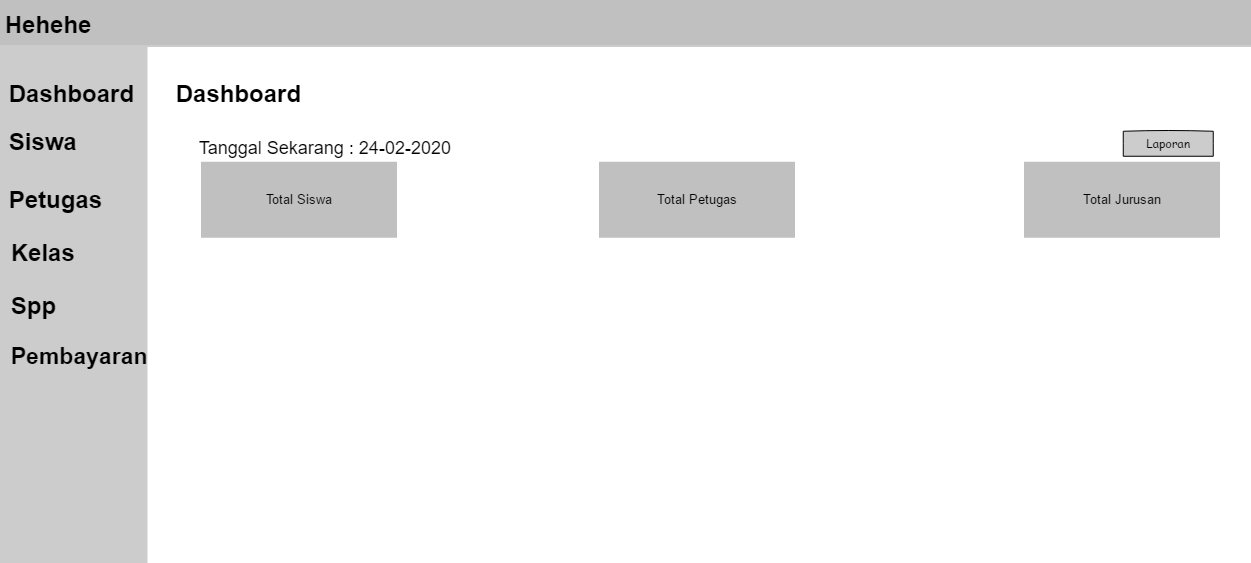 Hehehe
Dashboard
Siswa
Petugas
Kelas
Spp
Pembayaran
Dashboard
Tanggal Sekarang : 24-02-2020
Laporan
Total Siswa
Total Petugas
Total Jurusan